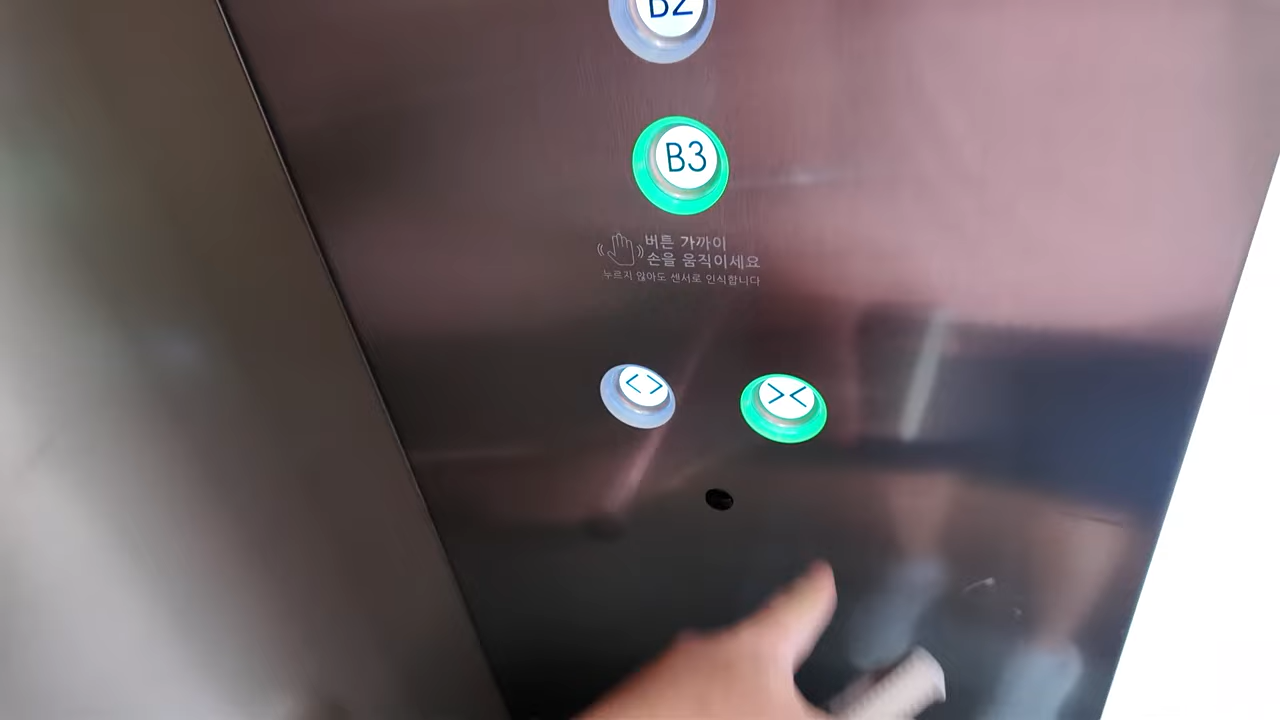 B2
B3
버튼 가까이
손을 움직이세요
누르지 않아도 센서로 인식합니다
< >
> <